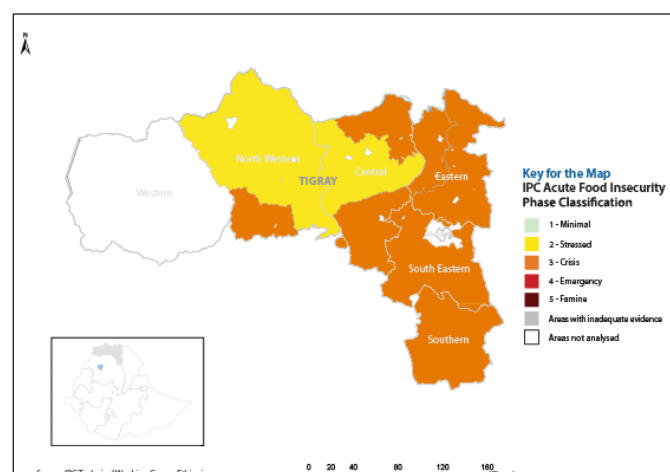 N
Western
North Western
TIGRAY
Central
Eastern
South Eastern
Southern
Key for the Map
IPC Acute Food Insecurity
Phase Classification
1 - Minimal
2 - Stressed
3 - Crisis
4 - Emergency
5 - Famine
Areas with inadequate evidence
Areas not analysed
0 20 40 80 120 160